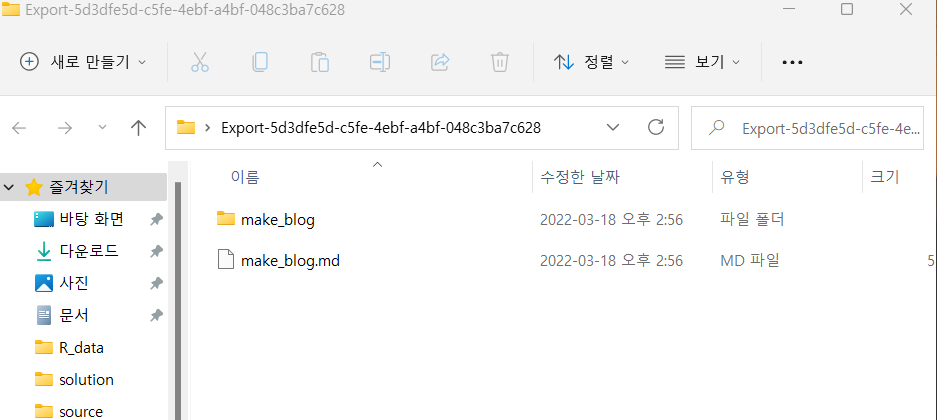 Export-5d3dfe5d-c5fe-4ebf-a4bf-048c3ba7c628
새로 만들기
정렬
보기
Export-5d3dfe5d-c5fe-4ebf-a4bf-048c3ba7c628
Export-5d3dfe5d-c5fe-4e...
이름 수정한 날짜 유형 크기
즐겨찾기
바탕 화면
다운로드
사진
문서
R_data
solution
source
make_blog 2022-03-18 오후 2:56 파일 폴더
make_blog.md 2022-03-18 오후 2:56 MD 파일 5